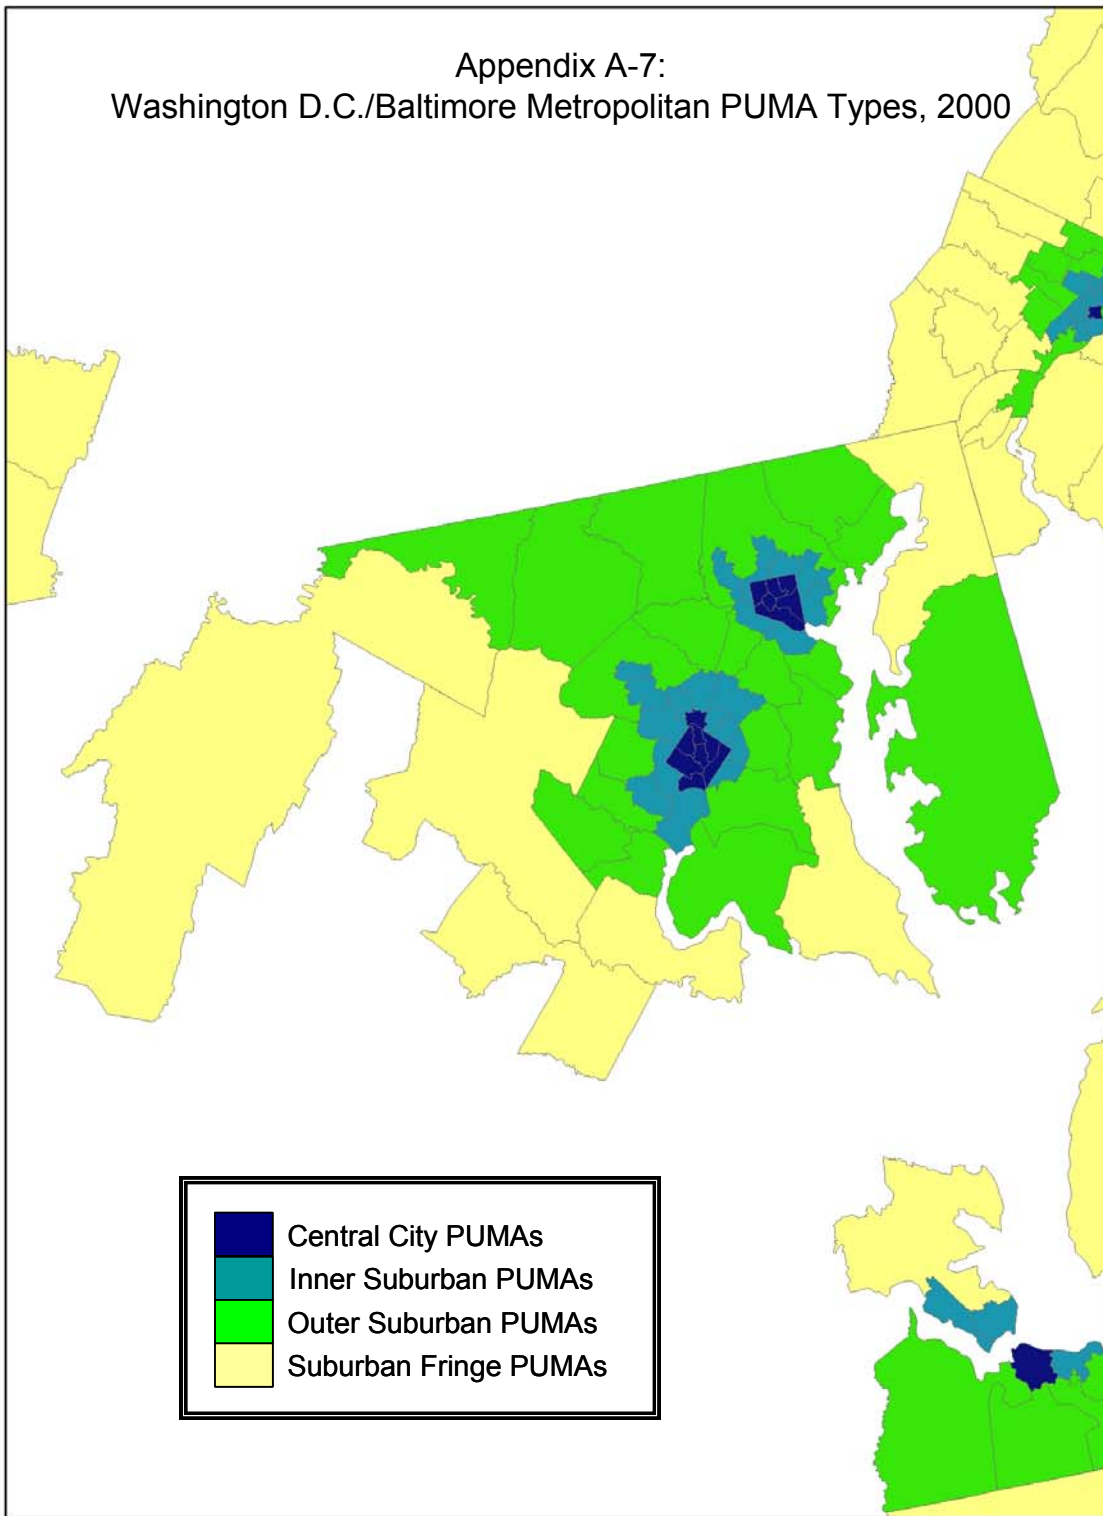 Appendix A-7:
Washington D.C./Baltimore Metropolitan PUMA Types, 2000
Central City PUMAs
Inner Suburban PUMAs
Outer Suburban PUMAs
Suburban Fringe PUMAs